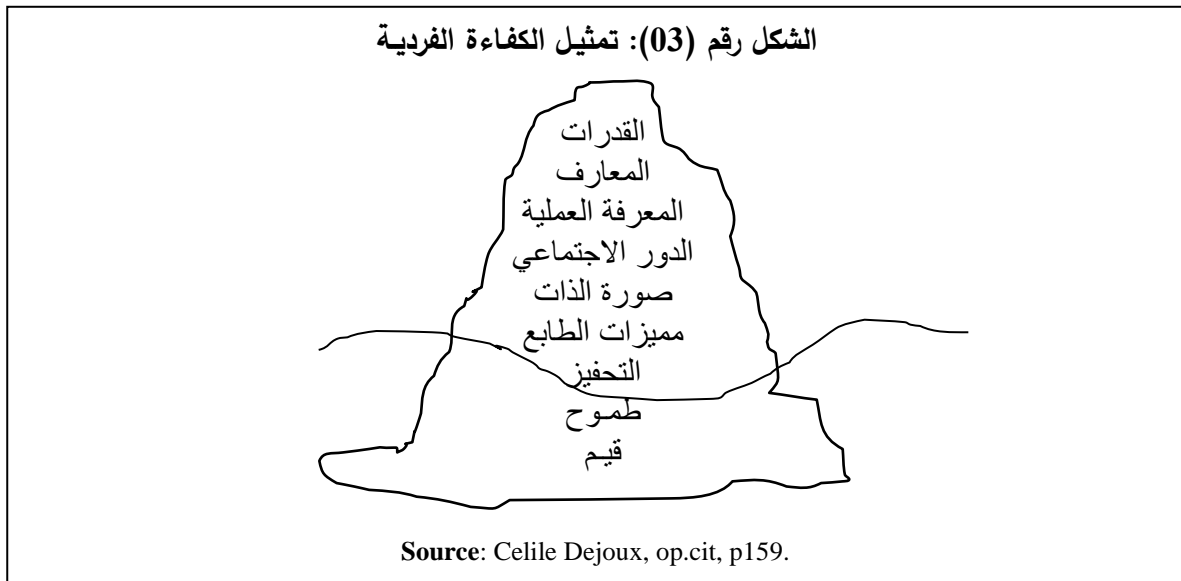 الشكل رقم (03): تمثيل الكفاءة الفردية
القدرات
المعارف
المعرفة العملية
الدور الاجتماعي
صورة الذات
مميزات الطابع
التحفيز
طموح
قيم
Source: Celile Dejoux, op.cit, p159.